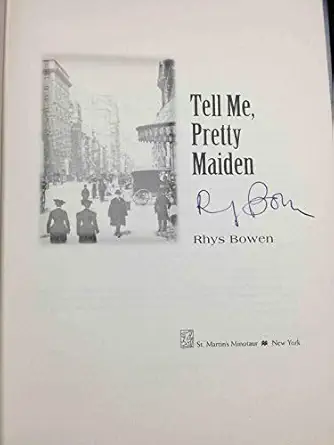 Tell Me,
Pretty
Maiden
Rhys Bowen
St. Martin's Minotaur New York